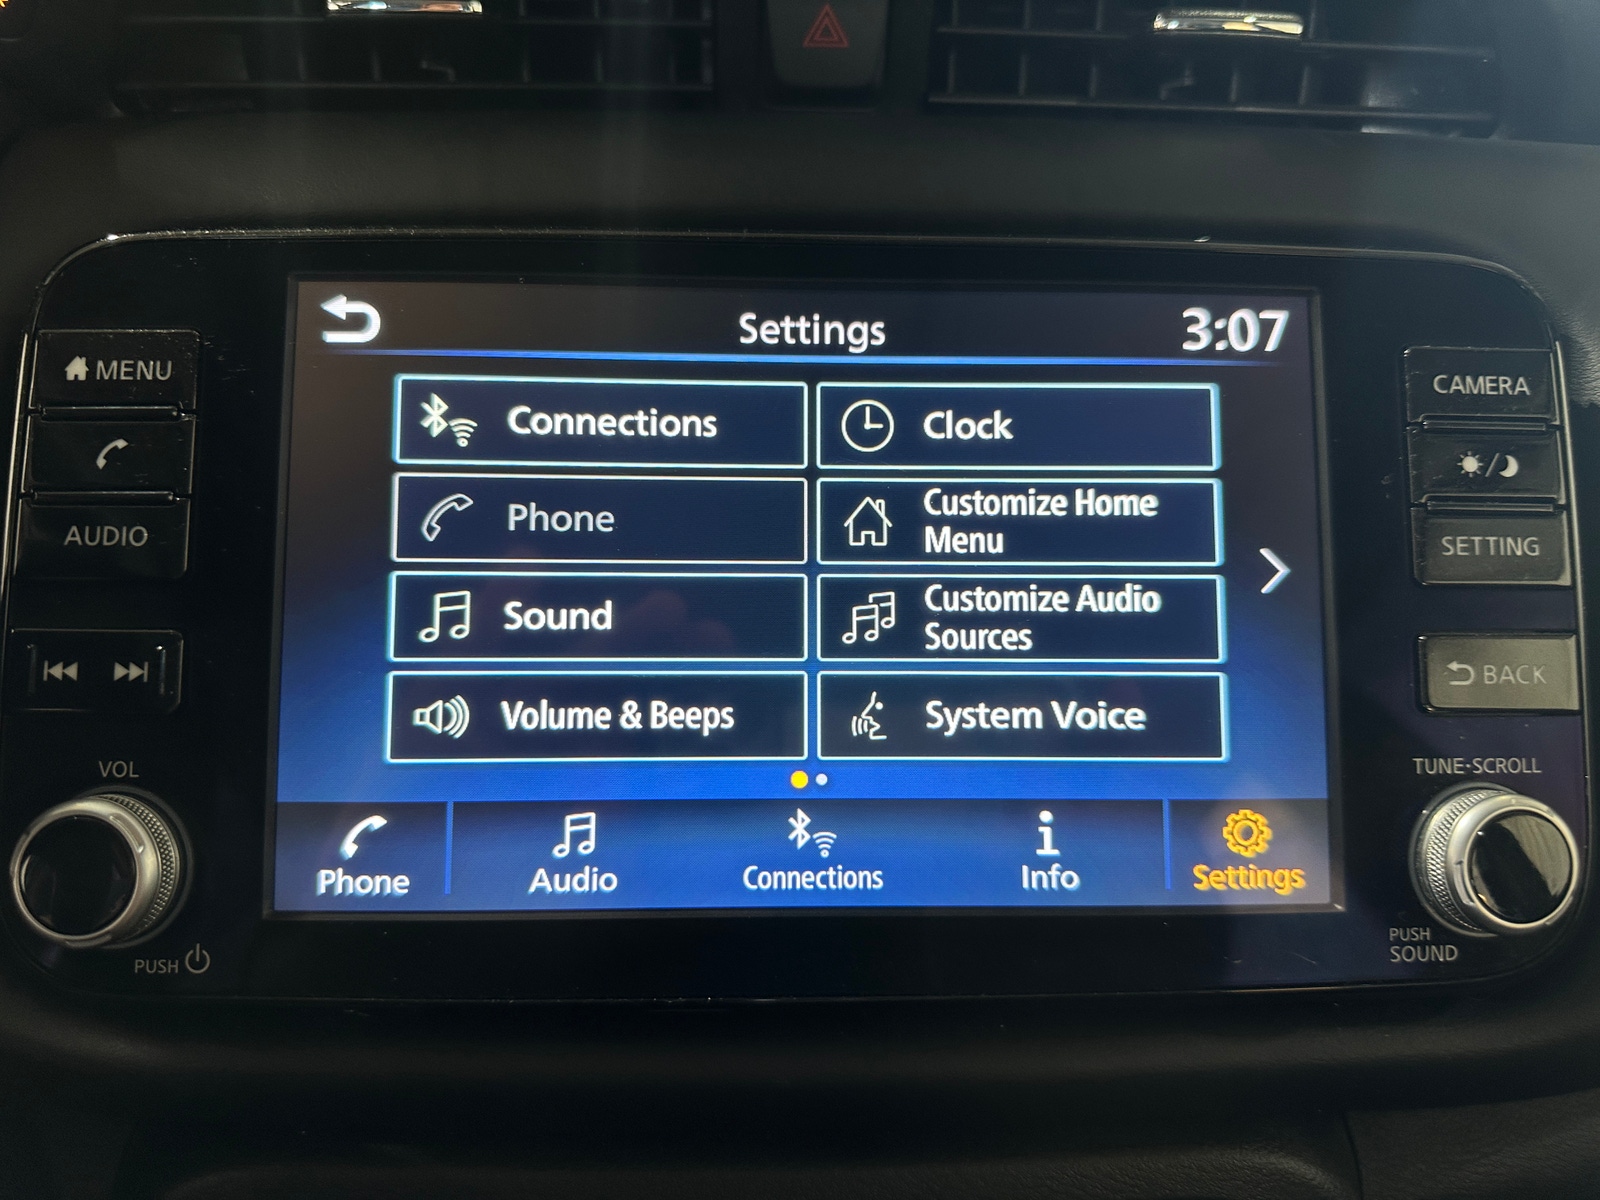 Settings
3:07
MENU
AUDIO
VOL
PUSH
Connections
Clock
Phone
Customize Home
Menu
Sound
Customize Audio
Sources
Volume & Beeps
System Voice
Phone
Audio
Connections
Info
Settings
CAMERA
SETTING
BACK
TUNE·SCROLL
PUSH
SOUND